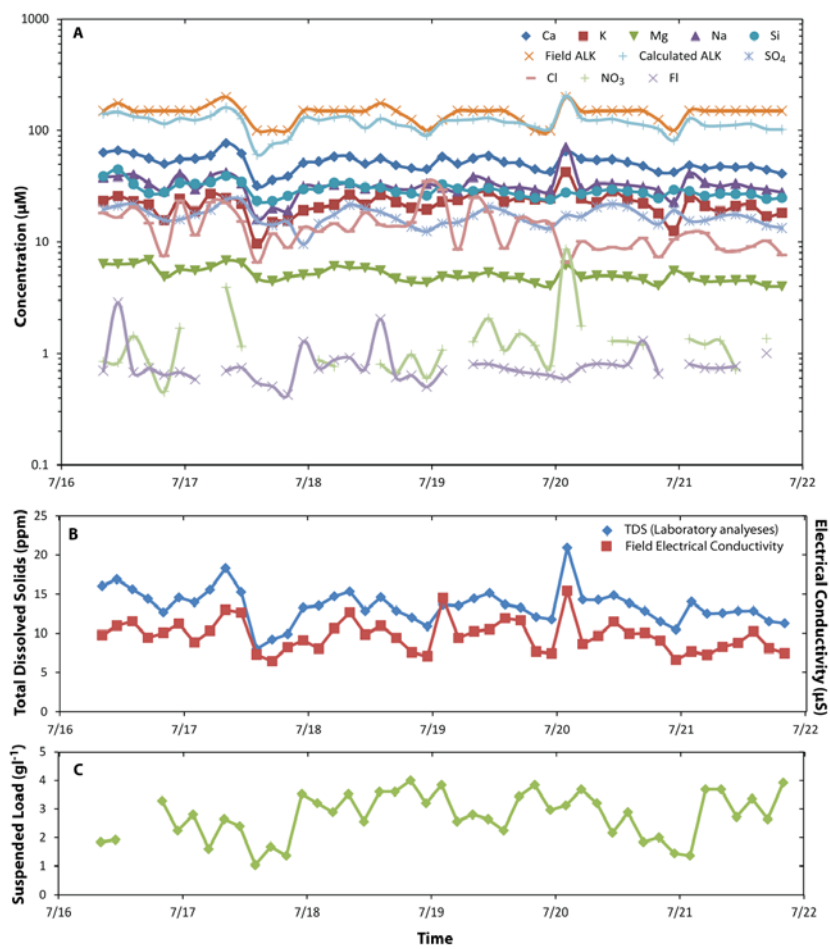 A
Ca K Mg Na Si
Field ALK Calculated ALK SO₄
Cl NO₃ Fl
Concentration (µM)
1000
100
10
1
0.1
7/16 7/17 7/18 7/19 7/20 7/21 7/22
B
TDS (Laboratory analyses)
Field Electrical Conductivity
Total Dissolved Solids (ppm)
Electrical Conductivity (µS)
25
20
15
10
5
0
7/16 7/17 7/18 7/19 7/20 7/21 7/22
C
Suspended Load (gl⁻¹)
5
4
3
2
1
0
7/16 7/17 7/18 7/19 7/20 7/21 7/22
Time